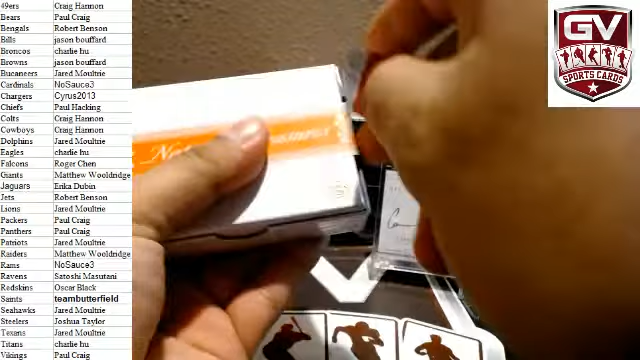 49ers Craig Hannon
Bears Paul Craig
Bengals Robert Benson
Bills jason bouffard
Broncos charlie hu
Browns jason bouffard
Bucaneers Jared Moultrie
Cardinals NoSauce3
Chargers Cyrus2013
Chiefs Paul Hacking
Colts Craig Hannon
Cowboys Craig Hannon
Dolphins Jared Moultrie
Eagles charlie hu
Falcons Roger Chen
Giants Matthew Wooldridge
Jaguars Erika Dubin
Jets Robert Benson
Lions Jared Moultrie
Packers Paul Craig
Panthers Paul Craig
Patriots Jared Moultrie
Raiders Matthew Wooldridge
Rams NoSauce3
Ravens Satoshi Masutani
Redskins Oscar Black
Saints teambutterfield
Seahawks Jared Moultrie
Steelers Joshua Taylor
Texans Jared Moultrie
Titans charlie hu
Vikings Paul Craig
GV
SPORTS CARDS